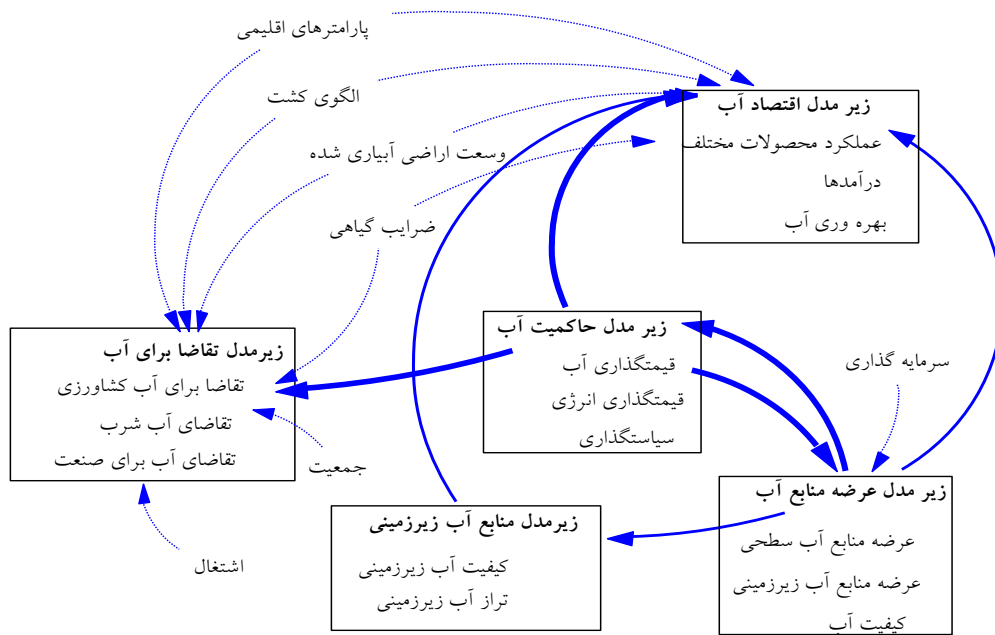 پارامترهای اقلیمی
الگوی کشت
وسعت اراضی آبیاری شده
ضرایب گیاهی
زیر مدل اقتصاد آب
عملکرد محصولات مختلف
درآمدها
بهره وری آب
زیر مدل حاکمیت آب
قیمتگذاری آب
قیمتگذاری انرژی
سیاستگذاری
سرمایه گذاری
زیرمدل تقاضا برای آب
تقاضا برای آب کشاورزی
تقاضای آب شرب
تقاضای آب برای صنعت
جمعیت
اشتغال
زیر مدل عرضه منابع آب
عرضه منابع آب سطحی
عرضه منابع آب زیرزمینی
کیفیت آب
زیرمدل منابع آب زیرزمینی
کیفیت آب زیرزمینی
تراز آب زیرزمینی